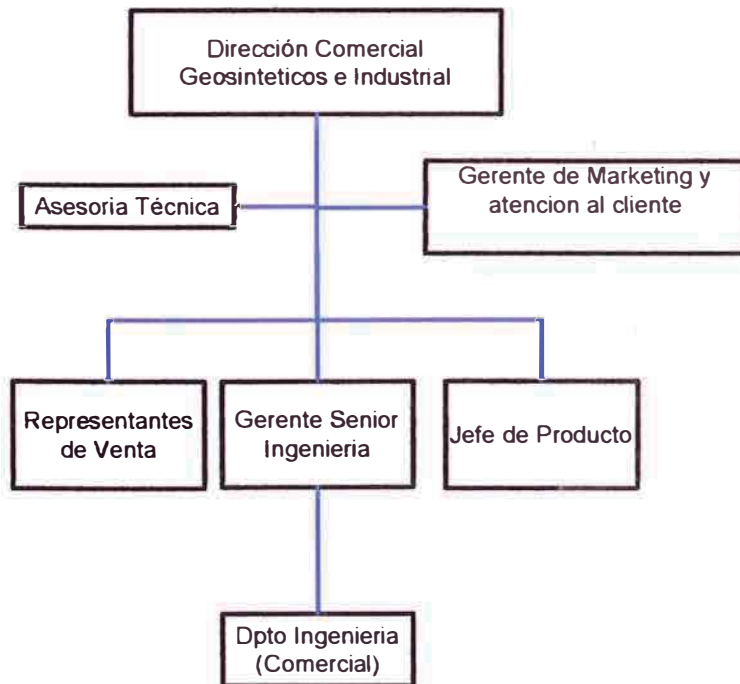 Dirección Comercial
Geosinteticos e Industrial
Asesoria Técnica
Gerente de Marketing y
atencion al cliente
Representantes
de Venta
Gerente Senior
Ingenieria
Jefe de Producto
Dpto Ingenieria
(Comercial)